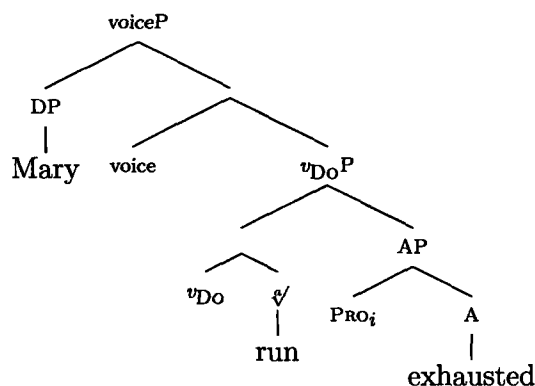 voiceP
DP
Mary voice vDoP
AP
vDo PROi A
run
exhausted